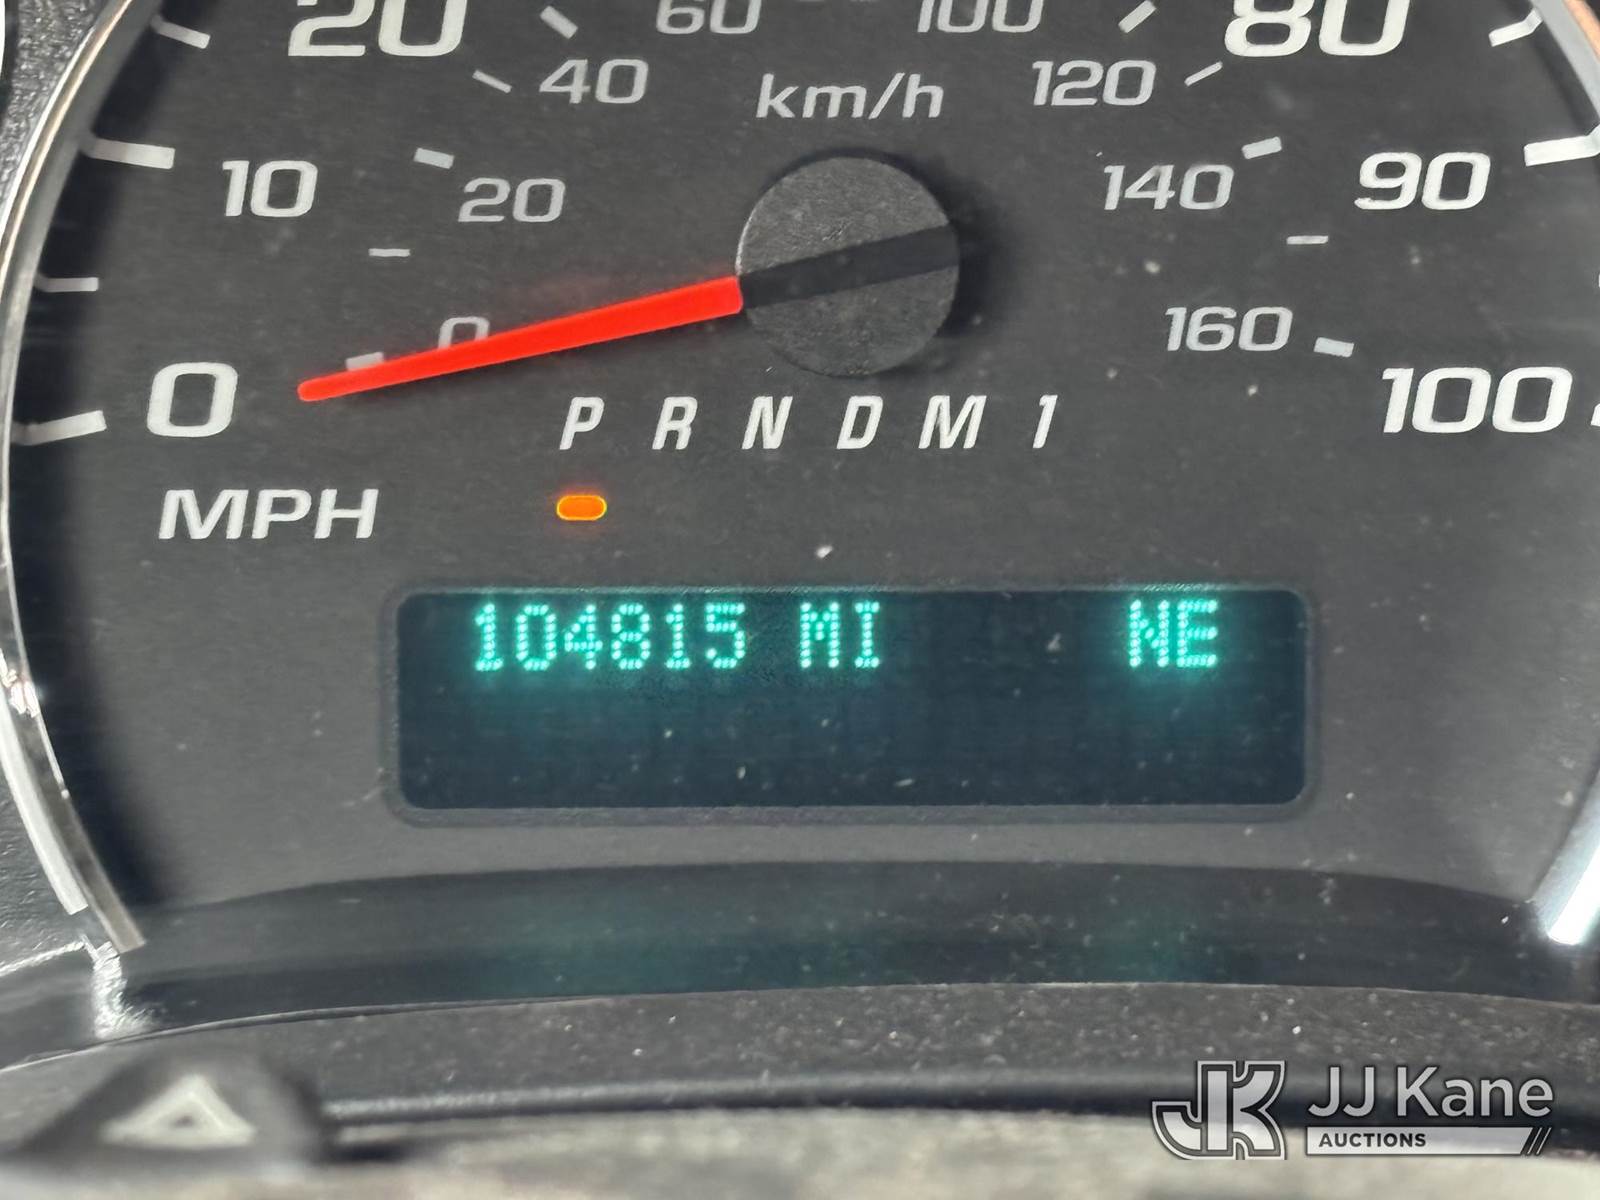 20 60 100 80
40 km/h 120
10 20 140 90
0 160
0 100
P R N D M 1
MPH
104815 MI NE
JK JJ Kane
AUCTIONS